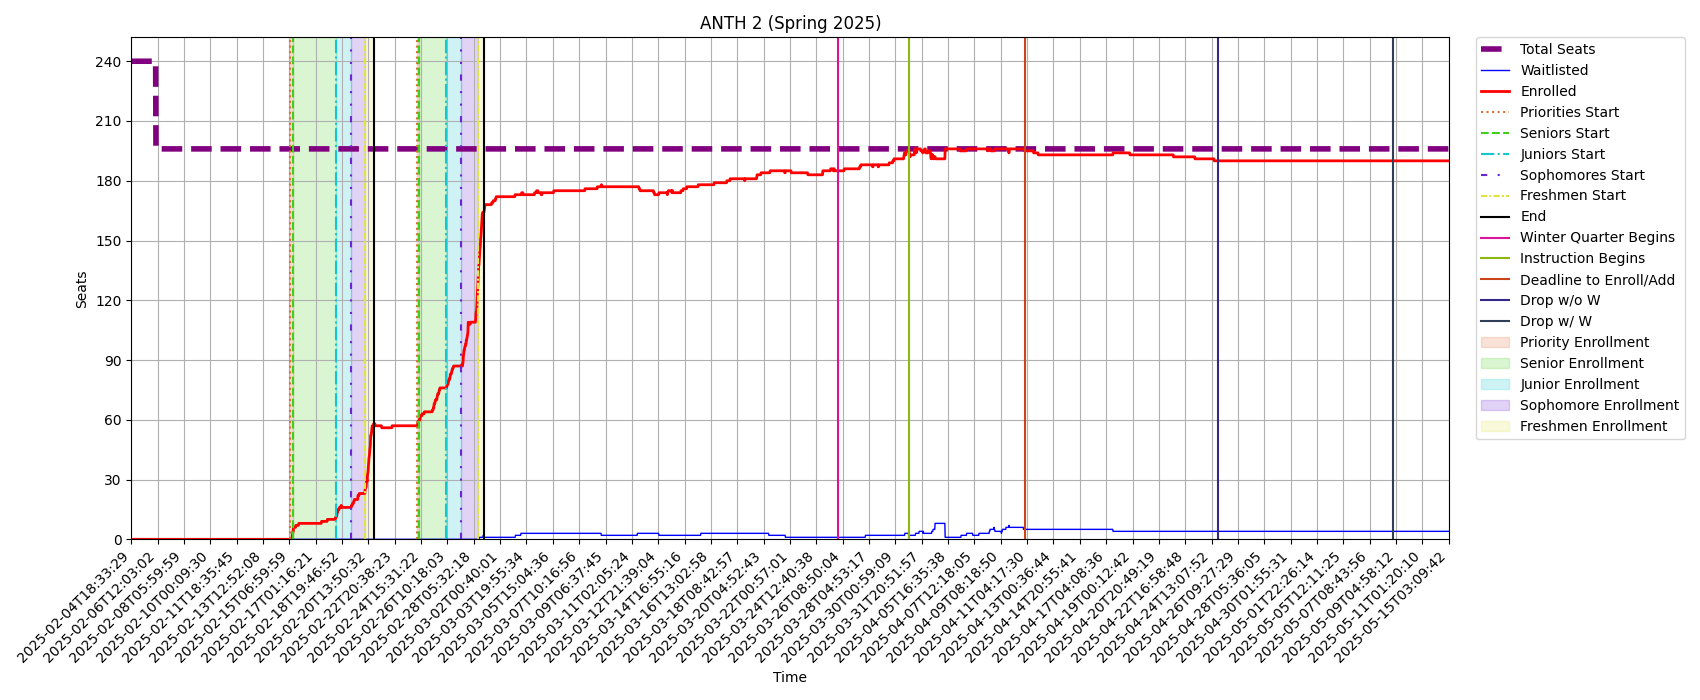 ANTH 2 (Spring 2025)
Seats
240
210
180
150
120
90
60
30
0
2025-02-04T18:33:29
2025-02-06T12:03:02
2025-02-08T05:59:59
2025-02-10T00:09:30
2025-02-11T18:35:45
2025-02-13T12:52:08
2025-02-15T06:59:59
2025-02-17T01:16:21
2025-02-18T19:46:52
2025-02-20T13:50:32
2025-02-22T20:38:23
2025-02-24T15:31:22
2025-02-26T10:18:03
2025-02-28T05:32:18
2025-03-02T00:40:01
2025-03-03T19:55:34
2025-03-05T15:04:36
2025-03-07T10:16:56
2025-03-09T06:37:45
2025-03-11T02:05:24
2025-03-12T21:39:04
2025-03-14T16:55:16
2025-03-16T13:02:58
2025-03-18T08:42:57
2025-03-20T04:52:43
2025-03-22T00:57:01
2025-03-24T12:40:38
2025-03-26T08:50:04
2025-03-28T04:53:17
2025-03-30T00:59:09
2025-03-31T20:51:57
2025-04-05T16:35:38
2025-04-07T12:18:05
2025-04-09T08:18:50
2025-04-11T04:17:30
2025-04-13T00:36:44
2025-04-14T20:55:41
2025-04-17T04:08:36
2025-04-19T00:12:42
2025-04-20T20:49:19
2025-04-22T16:58:48
2025-04-24T13:07:52
2025-04-26T09:27:29
2025-04-28T05:36:05
2025-04-30T01:55:31
2025-05-01T22:26:14
2025-05-05T12:11:25
2025-05-07T08:43:56
2025-05-09T04:58:12
2025-05-11T01:20:10
2025-05-15T03:09:42
Time
Total Seats
Waitlisted
Enrolled
Priorities Start
Seniors Start
Juniors Start
Sophomores Start
Freshmen Start
End
Winter Quarter Begins
Instruction Begins
Deadline to Enroll/Add
Drop w/o W
Drop w/ W
Priority Enrollment
Senior Enrollment
Junior Enrollment
Sophomore Enrollment
Freshmen Enrollment